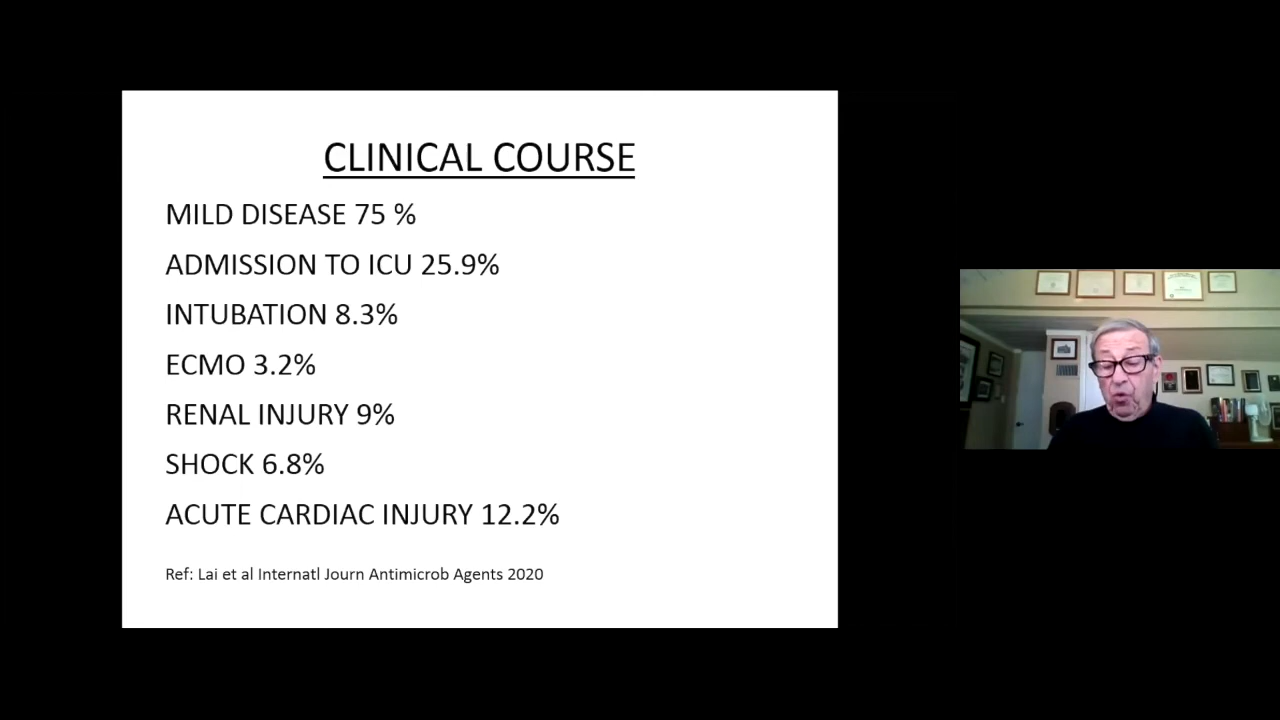 CLINICAL COURSE
MILD DISEASE 75 %
ADMISSION TO ICU 25.9%
INTUBATION 8.3%
ECMO 3.2%
RENAL INJURY 9%
SHOCK 6.8%
ACUTE CARDIAC INJURY 12.2%
Ref: Lai et al Internatl Journ Antimicrob Agents 2020